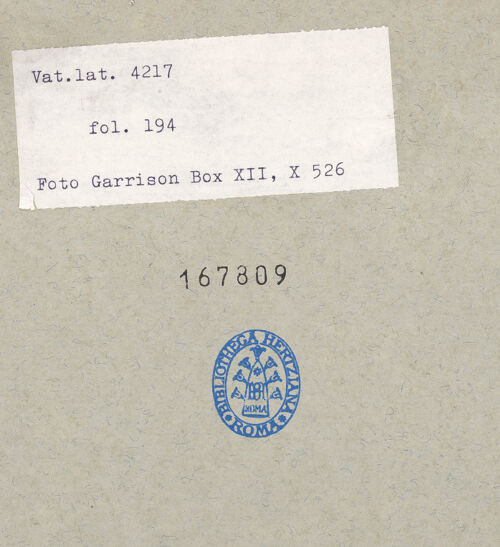 Vat.lat. 4217
fol. 194
Foto Garrison Box XII, X 526
167809
BIBLIOTHECA HERTZIANA
ROMA
ROMA